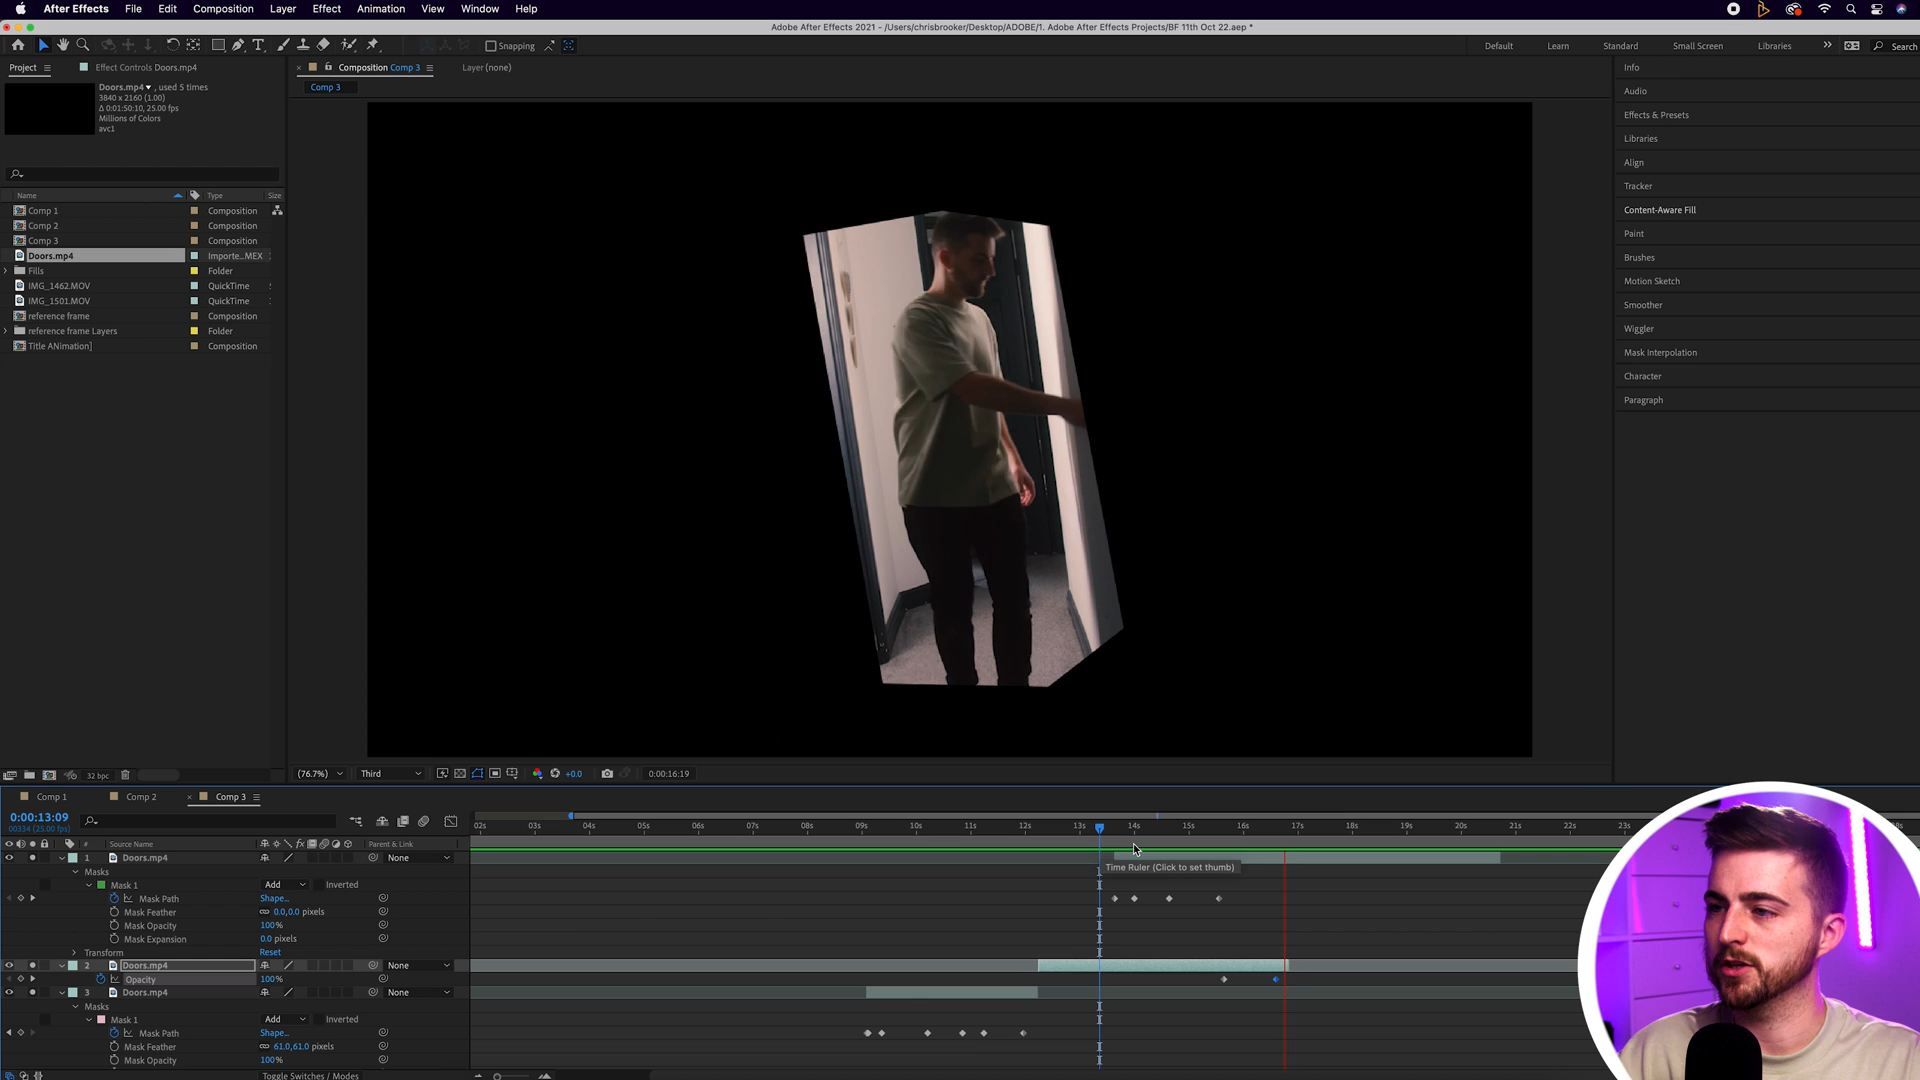 After Effects File Edit Composition Layer Effect Animation View Window Help
Adobe After Effects 2021 - /Users/chrisbrooker/Desktop/ADOBE/1. Adobe After Effects Projects/BF 11th Oct 22.aep *
Snapping
Default Learn Standard Small Screen Libraries Search
Project Effect Controls Doors.mp4
Composition Comp 3 Layer (none)
Comp 3
Doors.mp4 , used 5 times
3840 x 2160 (1.00)
Δ 0:01:50:10, 25.00 fps
Millions of Colors
avc1
Name Type Size
Comp 1 Composition
Comp 2 Composition
Comp 3 Composition
Doors.mp4 Importe...MEX
Fills Folder
IMG_1462.MOV QuickTime
IMG_1501.MOV QuickTime
reference frame Composition
reference frame Layers Folder
Title ANimation] Composition
32 bpc
Info
Audio
Effects & Presets
Libraries
Align
Tracker
Content-Aware Fill
Paint
Brushes
Motion Sketch
Smoother
Wiggler
Mask Interpolation
Character
Paragraph
(76.7%) Third +0.0 0:00:16:19
Comp 1 Comp 2 Comp 3
0:00:13:09
00334 (25.00 fps)
02s 03s 04s 05s 06s 07s 08s 09s 10s 11s 12s 13s 14s 15s 16s 17s 18s 19s 20s 21s 22s 23s
# Source Name fx Parent & Link
1 Doors.mp4 None
Time Ruler (Click to set thumb)
Masks
Mask 1 Add Inverted
Mask Path Shape...
Mask Feather 0.0,0.0 pixels
Mask Opacity 100%
Mask Expansion 0.0 pixels
Transform Reset
2 Doors.mp4 None
Opacity 100%
3 Doors.mp4 None
Masks
Mask 1 Add Inverted
Mask Path Shape...
Mask Feather 61.0,61.0 pixels
Mask Opacity 100%
Toggle Switches / Modes